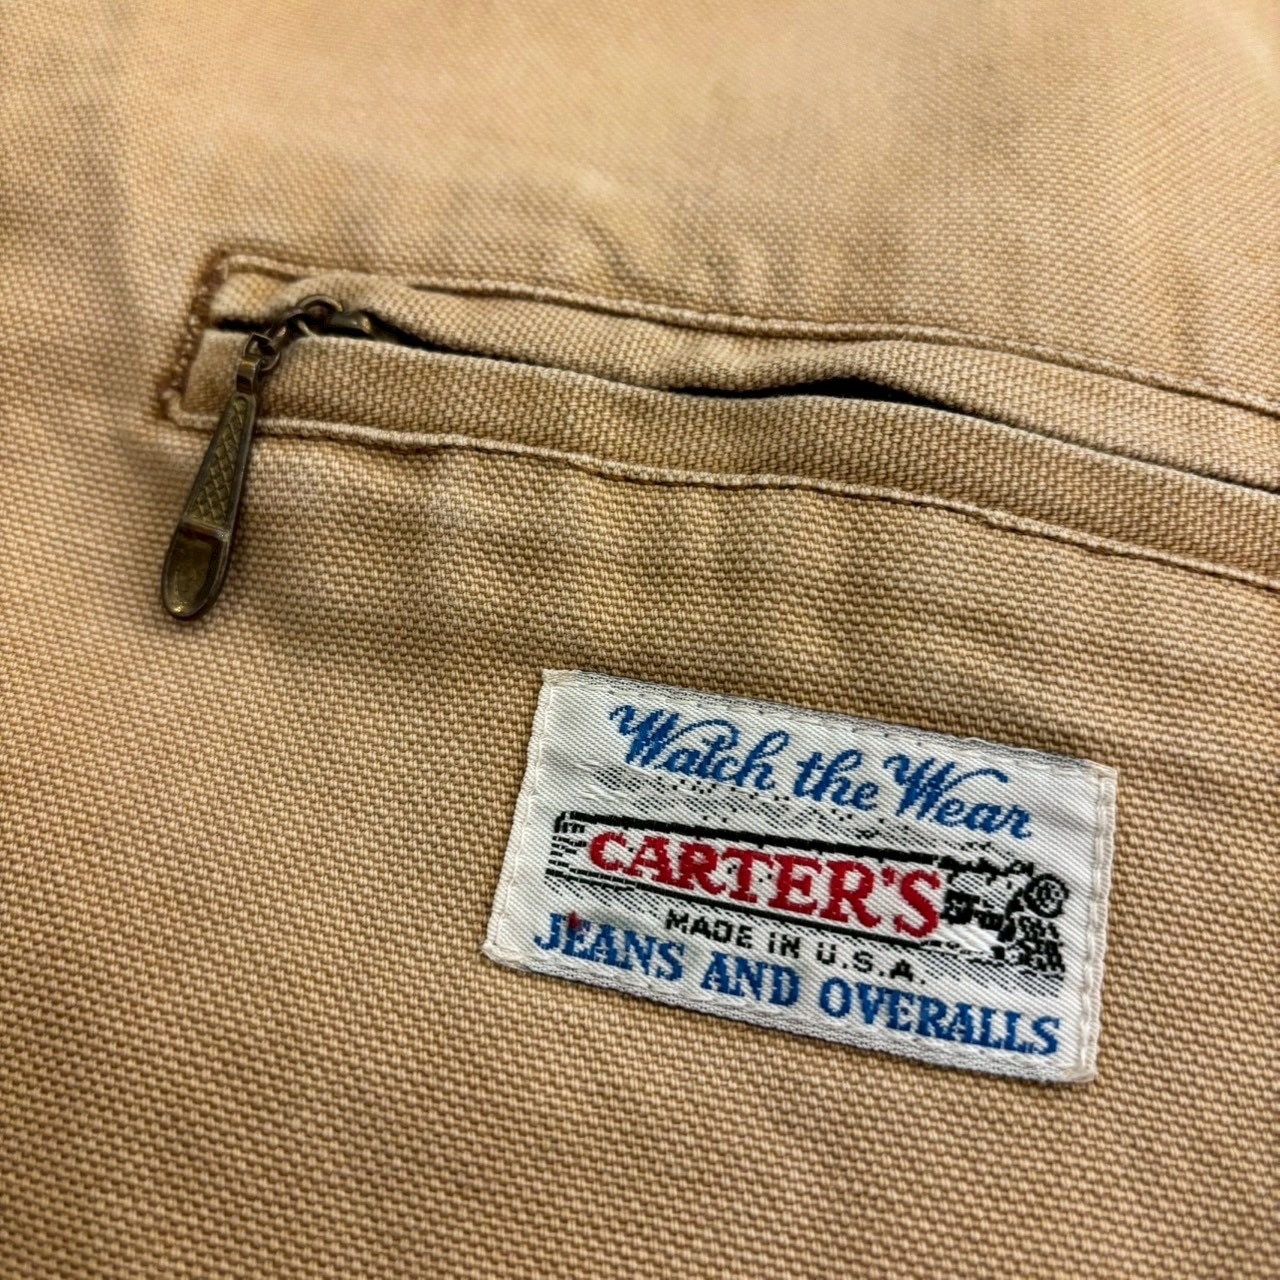 Watch the Wear
CARTER'S
MADE IN U.S.A.
JEANS AND OVERALLS